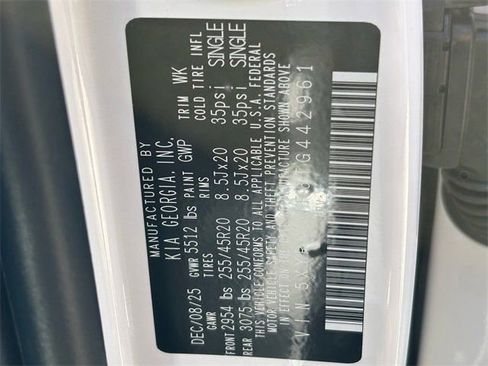 MANUFACTURED BY
KIA GEORGIA, INC.
DEC/08/25 GVWR 5512 lbs PAINT GWP TRIM WK
GAWR TIRES RIMS COLD TIRE INFL
FRONT 2954 lbs 255/45R20 8.5Jx20 35psi SINGLE
REAR 3075 lbs 255/45R20 8.5Jx20 35psi SINGLE
THIS VEHICLE CONFORMS TO ALL APPLICABLE U.S.A. FEDERAL
MOTOR VEHICLE SAFETY AND THEFT PREVENTION STANDARDS
IN EFFECT ON THE DATE OF MANUFACTURE SHOWN ABOVE
VIN 5X G442961